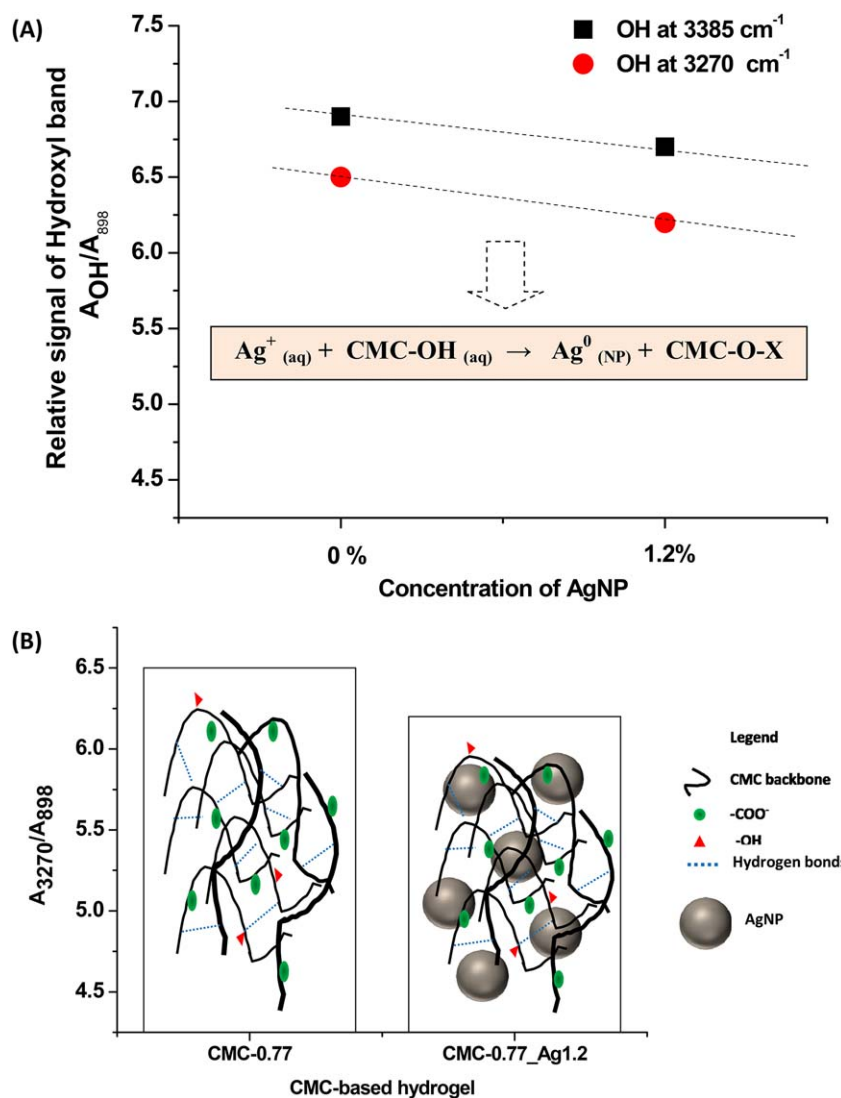 (A)
7.5
7.0
6.5
6.0
5.5
5.0
4.5
Relative signal of Hydroxyl band
AOH/A898
OH at 3385 cm-1
OH at 3270 cm-1
Ag+ (aq) + CMC-OH (aq) → Ag0 (NP) + CMC-O-X
0 %
1.2%
Concentration of AgNP
(B)
6.5
6.0
5.5
5.0
4.5
A3270/A898
CMC-0.77
CMC-0.77_Ag1.2
CMC-based hydrogel
Legend
CMC backbone
-COO-
-OH
Hydrogen bonds
AgNP